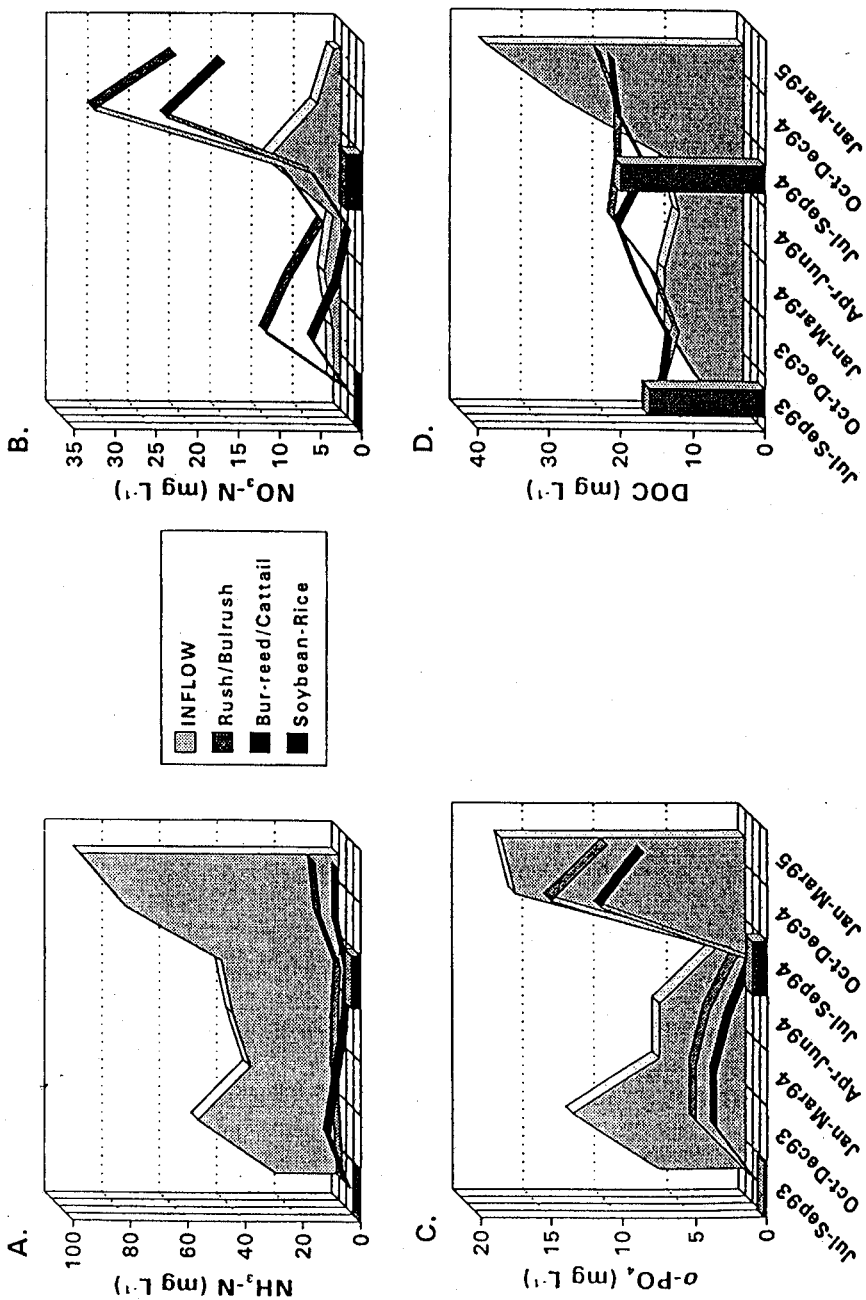 A.
NH₃-N (mg L⁻¹)
100
80
60
40
20
0
B.
NO₃-N (mg L⁻¹)
35
30
25
20
15
10
5
0
INFLOW
Rush/Bulrush
Bur-reed/Cattail
Soybean-Rice
C.
o-PO₄ (mg L⁻¹)
20
15
10
5
0
Jul-Sep93
Oct-Dec93
Jan-Mar94
Apr-Jun94
Jul-Sep94
Oct-Dec94
Jan-Mar95
D.
DOC (mg L⁻¹)
40
30
20
10
0
Jul-Sep93
Oct-Dec93
Jan-Mar94
Apr-Jun94
Jul-Sep94
Oct-Dec94
Jan-Mar95